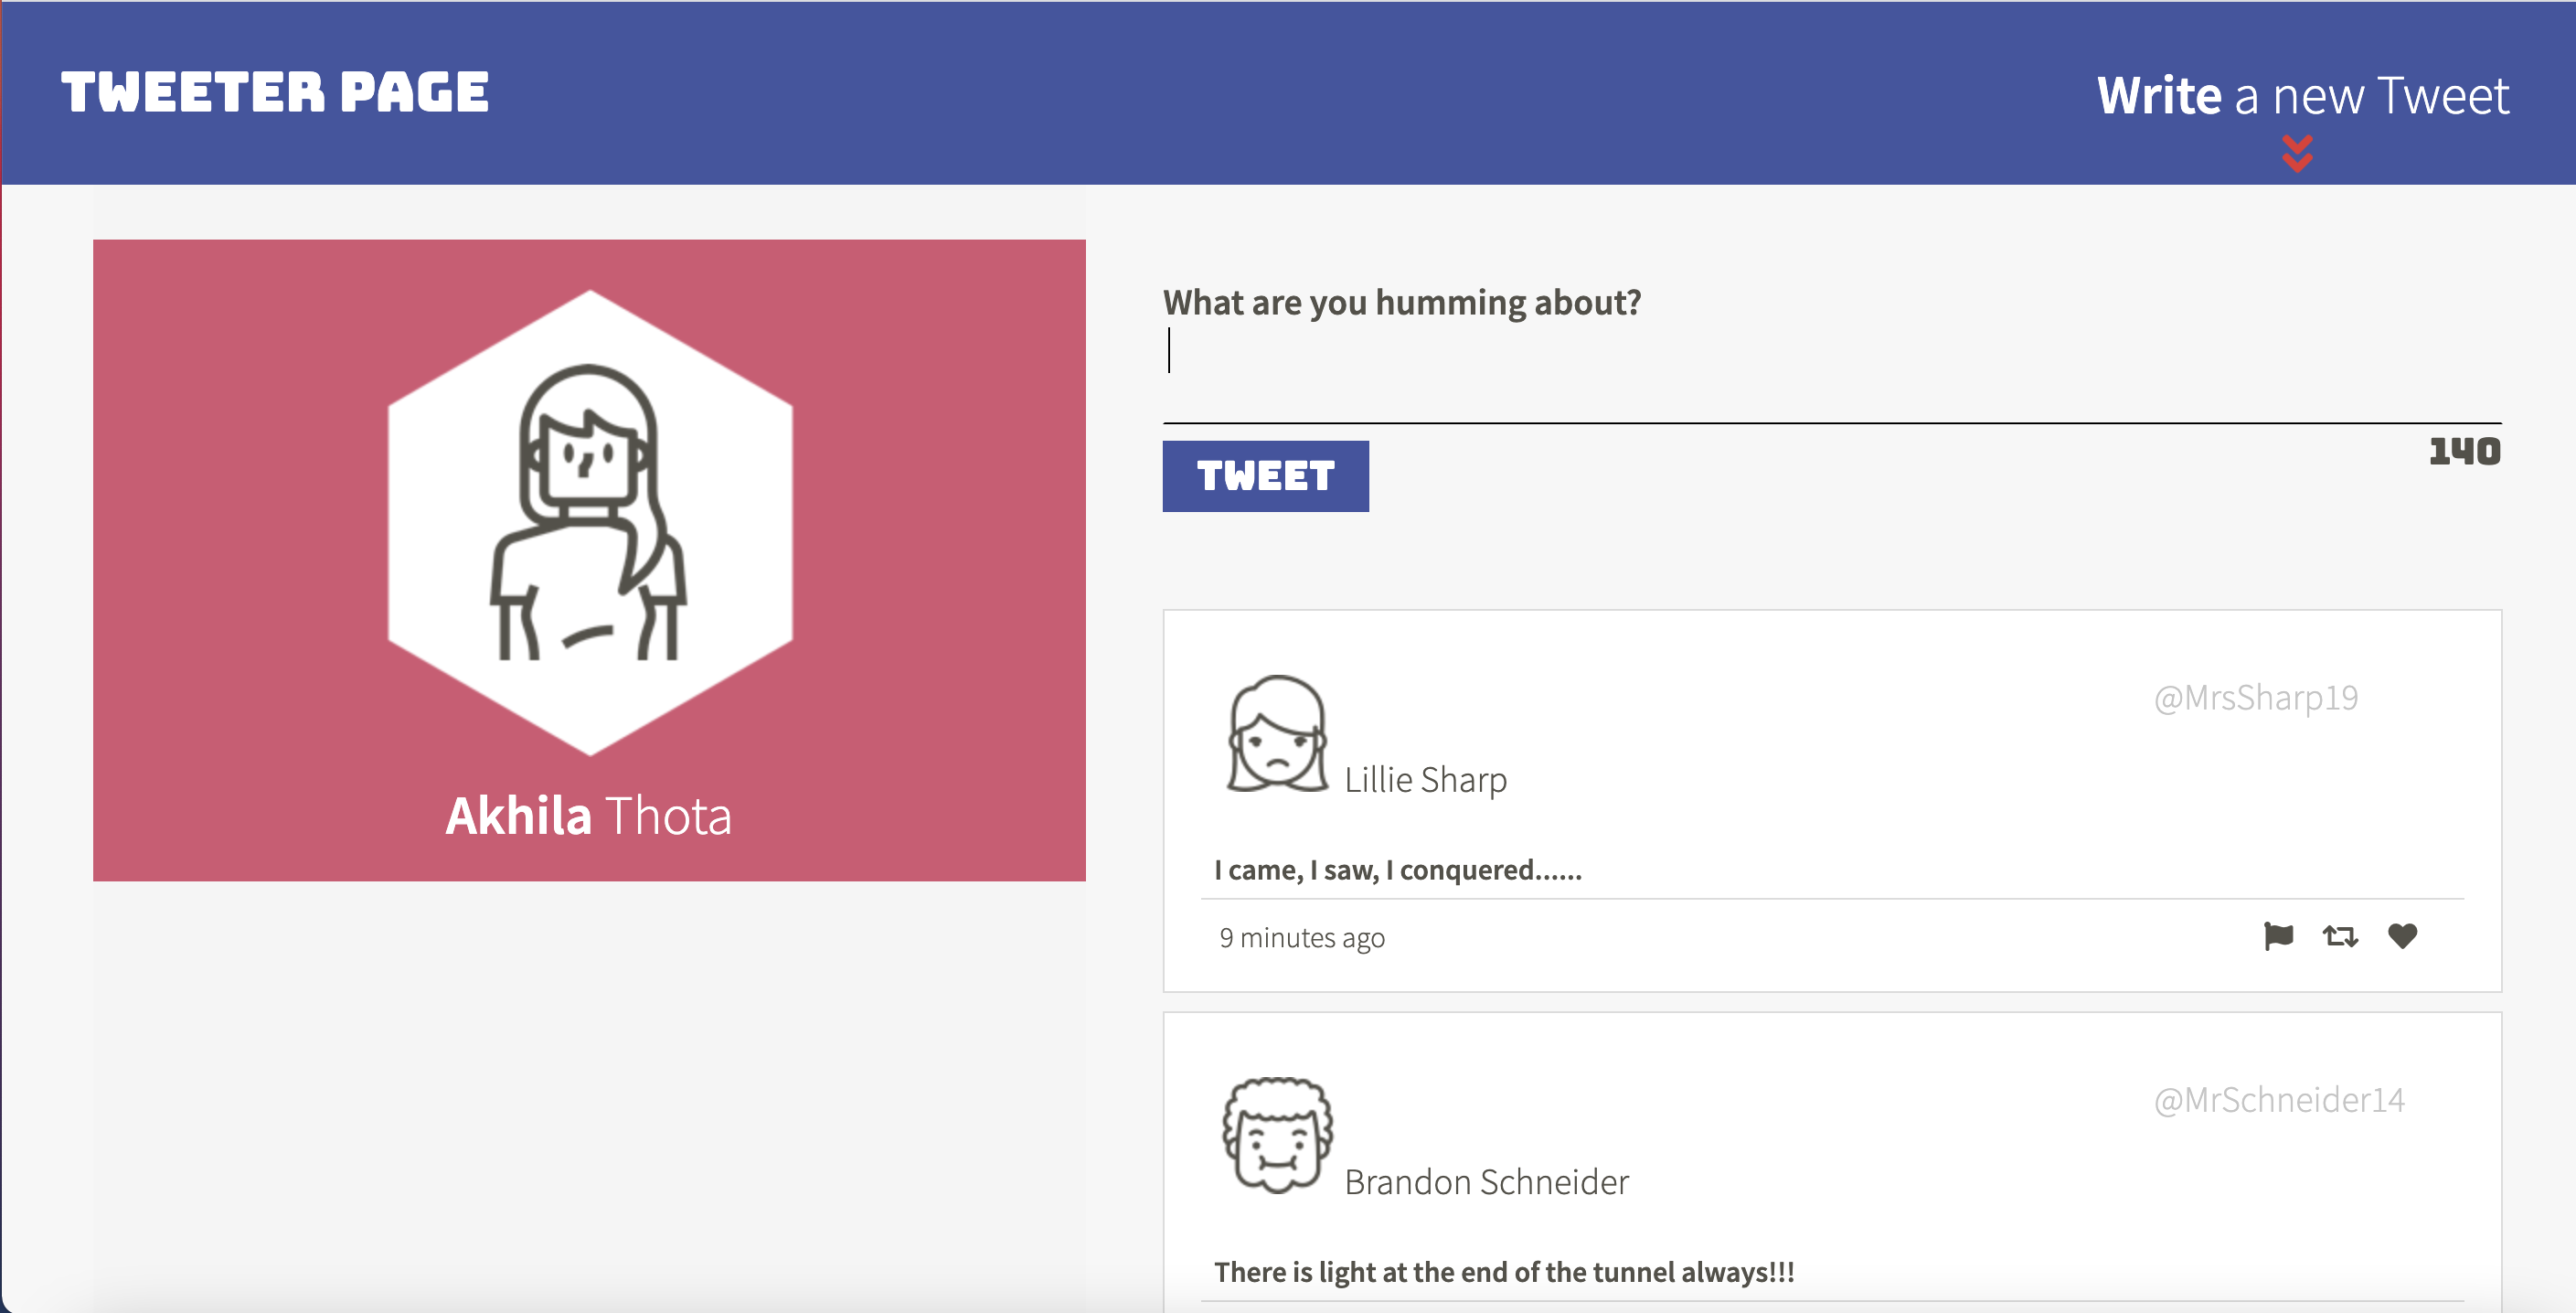 TWEETER PAGE
Write a new Tweet
Akhila Thota
What are you humming about?
140
TWEET
@MrsSharp19
Lillie Sharp
I came, I saw, I conquered......
9 minutes ago
@MrSchneider14
Brandon Schneider
There is light at the end of the tunnel always!!!